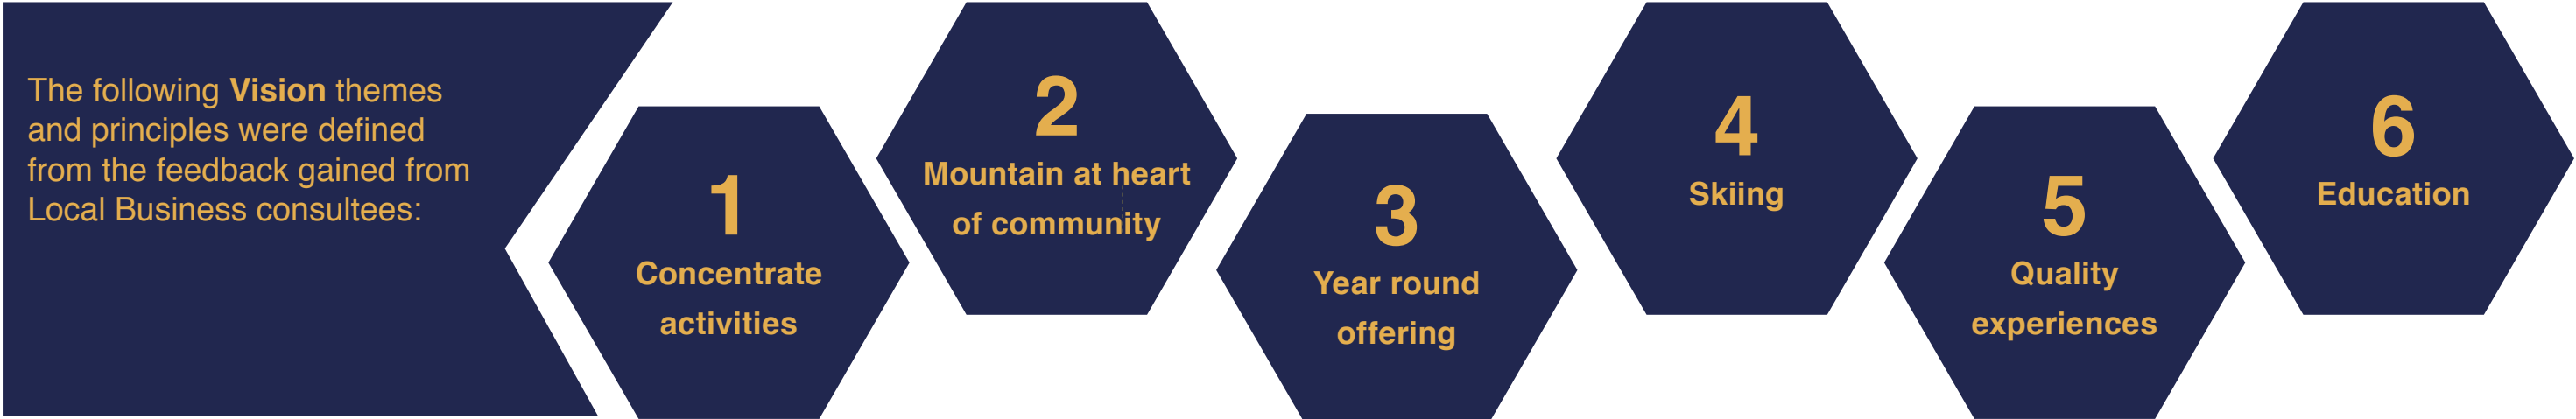 The following Vision themes
and principles were defined
from the feedback gained from
Local Business consultees:
1
Concentrate
activities
2
Mountain at heart
of community
3
Year round
offering
4
Skiing
5
Quality
experiences
6
Education